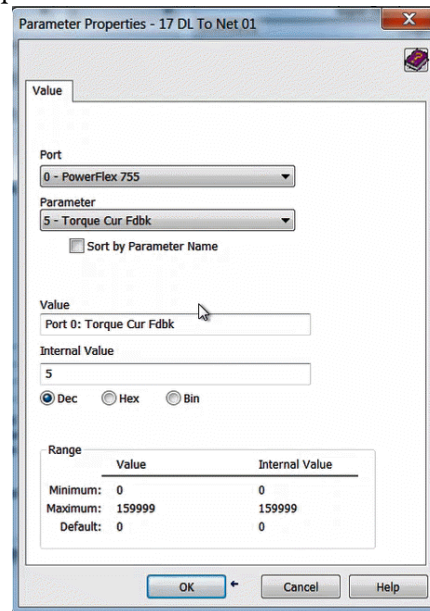 Parameter Properties - 17 DL To Net 01
Value
Port
0 - PowerFlex 755
Parameter
5 - Torque Cur Fdbk
Sort by Parameter Name
Value
Port 0: Torque Cur Fdbk
Internal Value
5
Dec Hex Bin
Range
Value Internal Value
Minimum: 0 0
Maximum: 159999 159999
Default: 0 0
OK Cancel Help